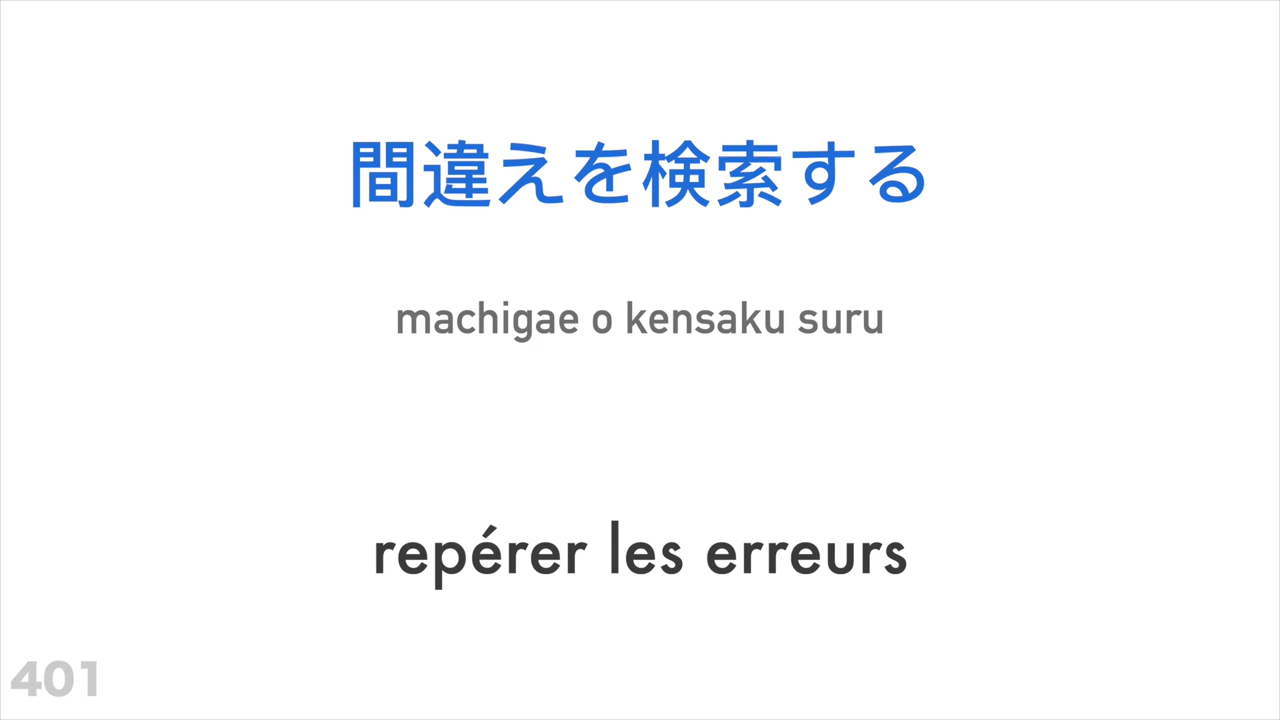 間違えを検索する
machigae o kensaku suru
repérer les erreurs
401